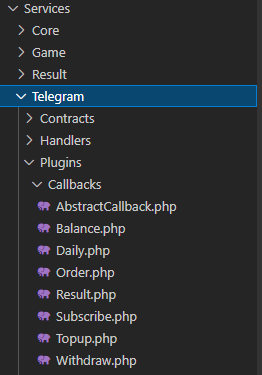 Services
Core
Game
Result
Telegram
Contracts
Handlers
Plugins
Callbacks
AbstractCallback.php
Balance.php
Daily.php
Order.php
Result.php
Subscribe.php
Topup.php
Withdraw.php